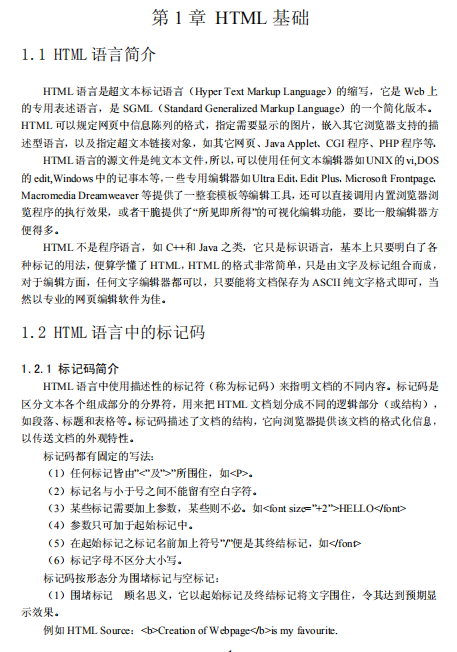 第 1 章 HTML 基础
1.1 HTML 语言简介
HTML 语言是超文本标记语言（Hyper Text Markup Language）的缩写，它是 Web 上
的专用表述语言，是 SGML（Standard Generalized Markup Language）的一个简化版本。
HTML 可以规定网页中信息陈列的格式，指定需要显示的图片，嵌入其它浏览器支持的描
述型语言，以及指定超文本链接对象，如其它网页、Java Applet、CGI 程序、PHP 程序等。
HTML 语言的源文件是纯文本文件,所以,可以使用任何文本编辑器如 UNIX 的 vi,DOS
的 edit,Windows 中的记事本等，一些专用编辑器如 Ultra Edit、Edit Plus、Microsoft Frontpage、
Macromedia Dreamweaver 等提供了一整套模板等编辑工具，还可以直接调用内置浏览器浏
览程序的执行效果，或者干脆提供了“所见即所得”的可视化编辑功能，要比一般编辑器方
便得多。
HTML 不是程序语言，如 C++和 Java 之类，它只是标识语言，基本上只要明白了各
种标记的用法，便算学懂了 HTML，HTML 的格式非常简单，只是由文字及标记组合而成，
对于编辑方面，任何文字编辑器都可以，只要能将文档保存为 ASCII 纯文字格式即可，当
然以专业的网页编辑软件为佳。
1.2 HTML 语言中的标记码
1.2.1 标记码简介
HTML 语言中使用描述性的标记符（称为标记码）来指明文档的不同内容。标记码是
区分文本各个组成部分的分界符，用来把 HTML 文档划分成不同的逻辑部分（或结构），
如段落、标题和表格等。标记码描述了文档的结构，它向浏览器提供该文档的格式化信息，
以传送文档的外观特性。
标记码都有固定的写法：
（1）任何标记皆由”<”及”>”所围住，如<P>。
（2）标记名与小于号之间不能留有空白字符。
（3）某些标记需要加上参数，某些则不必。如<font size=”+2”>HELLO</font>
（4）参数只可加于起始标记中。
（5）在起始标记之标记名前加上符号”/”便是其终结标记，如</font>
（6）标记字母不区分大小写。
标记码按形态分为围堵标记与空标记：
（1）围堵标记 顾名思义，它以起始标记及终结标记将文字围住，令其达到预期显
示效果。
例如 HTML Source：<b>Creation of Webpage</b>is my favourite.